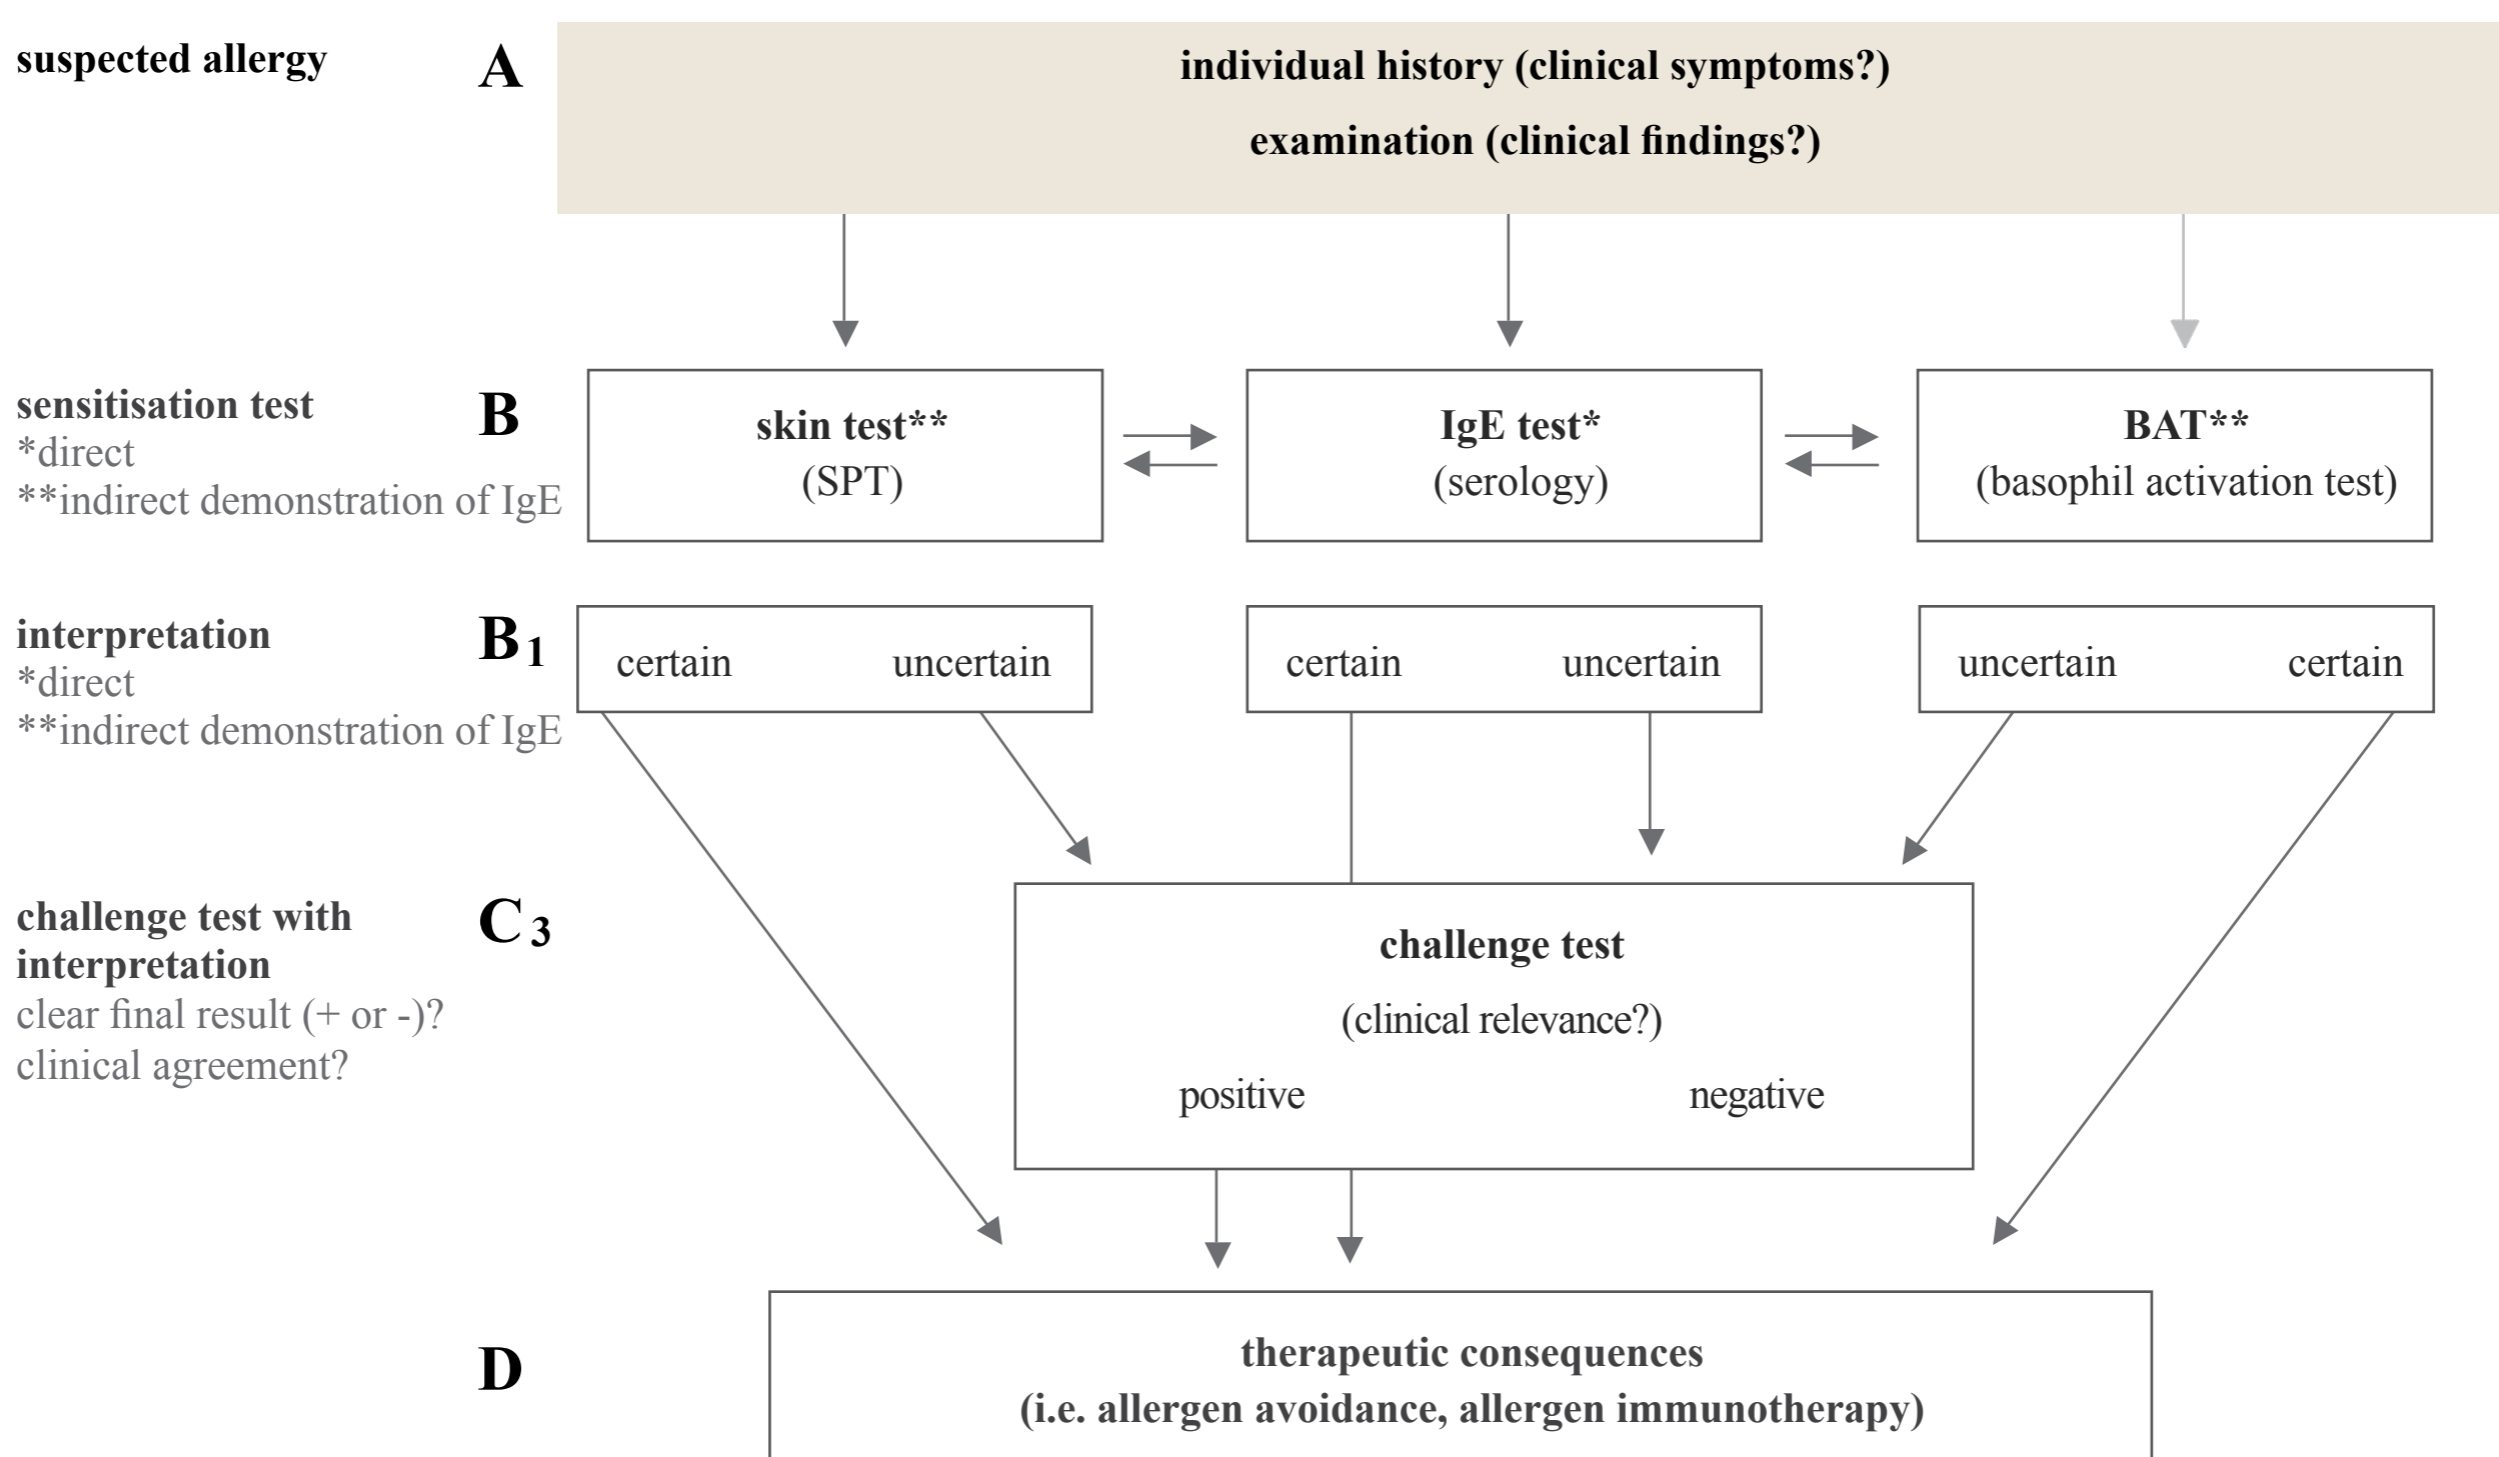 suspected allergy
A
individual history (clinical symptoms?)
examination (clinical findings?)
sensitisation test
*direct
**indirect demonstration of IgE
B
skin test**
(SPT)
IgE test*
(serology)
BAT**
(basophil activation test)
interpretation
*direct
**indirect demonstration of IgE
B1
certain uncertain
certain uncertain
uncertain certain
challenge test with
interpretation
clear final result (+ or -)?
clinical agreement?
C3
challenge test
(clinical relevance?)
positive negative
D
therapeutic consequences
(i.e. allergen avoidance, allergen immunotherapy)